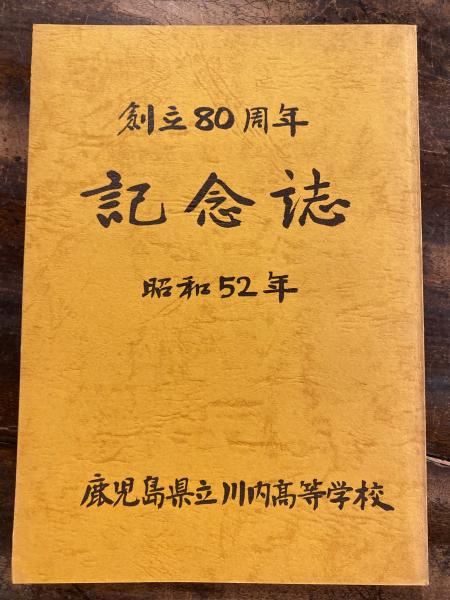 創立80周年
記念誌
昭和52年
鹿児島県立川内高等学校